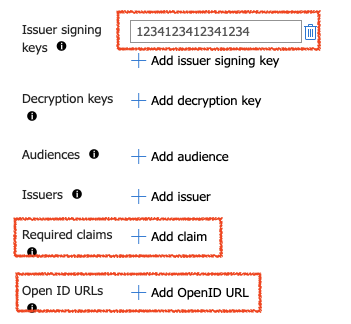 Issuer signing keys
1234123412341234
+ Add issuer signing key
Decryption keys
+ Add decryption key
Audiences
+ Add audience
Issuers
+ Add issuer
Required claims
+ Add claim
Open ID URLs
+ Add OpenID URL